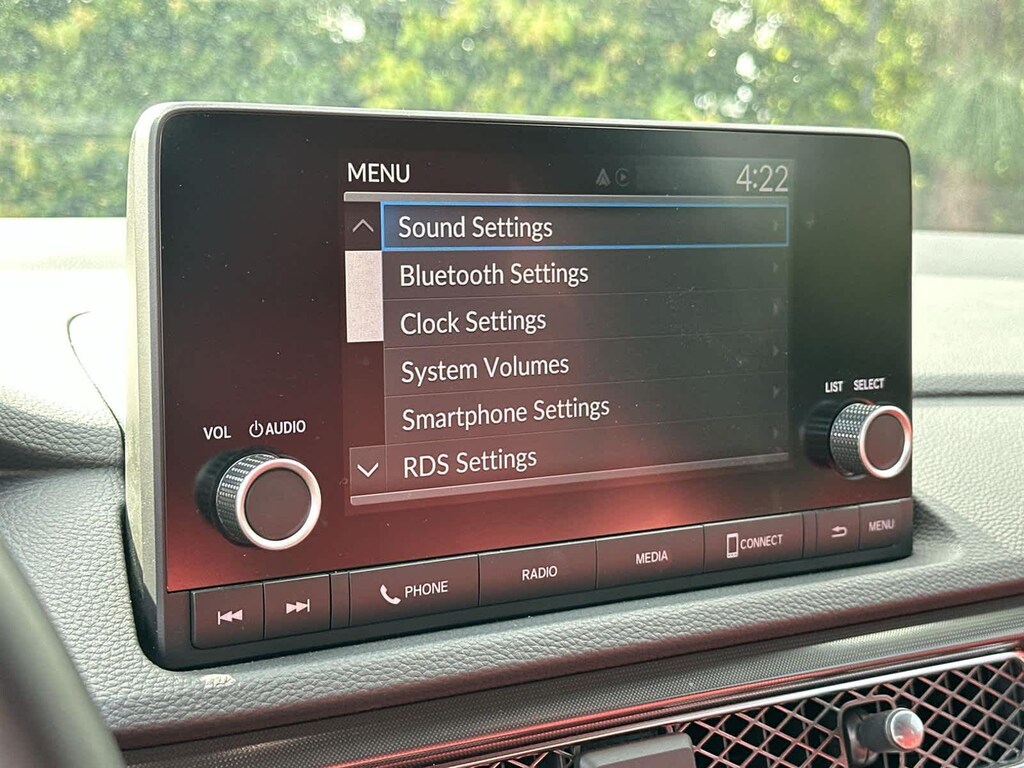 MENU 4:22
Sound Settings
Bluetooth Settings
Clock Settings
System Volumes
Smartphone Settings
RDS Settings
VOL AUDIO
LIST SELECT
PHONE RADIO MEDIA CONNECT MENU